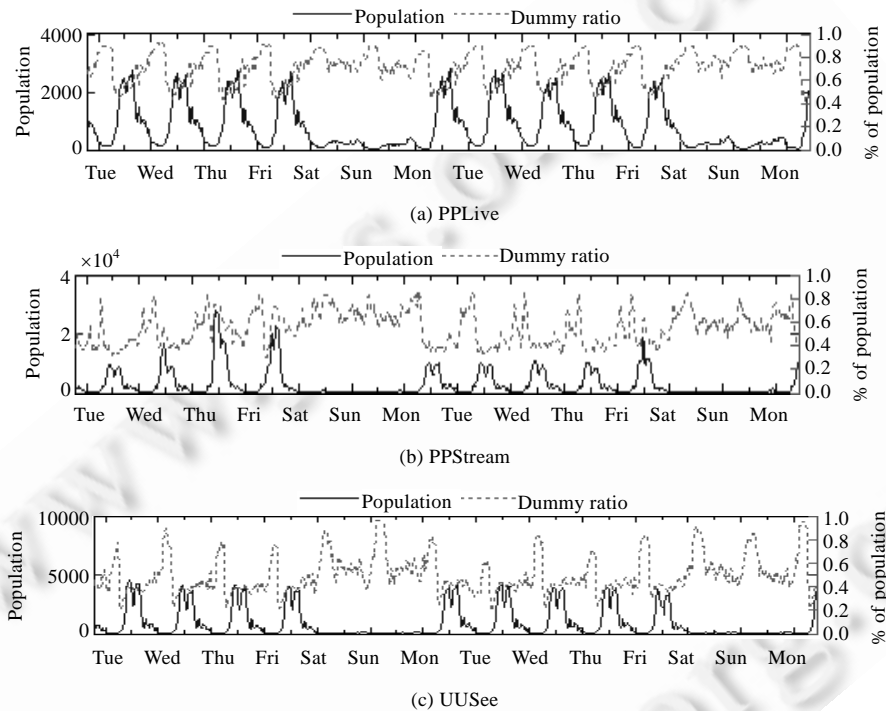 Population Dummy ratio
4000
2000
0
Population
1.0
0.8
0.6
0.4
0.2
0.0
% of population
Tue Wed Thu Fri Sat Sun Mon Tue Wed Thu Fri Sat Sun Mon
(a) PPLive
Population Dummy ratio
×10⁴
4
2
0
Population
1.0
0.8
0.6
0.4
0.2
0.0
% of population
Tue Wed Thu Fri Sat Sun Mon Tue Wed Thu Fri Sat Sun Mon
(b) PPStream
Population Dummy ratio
10000
5000
0
Population
1.0
0.8
0.6
0.4
0.2
0.0
% of population
Tue Wed Thu Fri Sat Sun Mon Tue Wed Thu Fri Sat Sun Mon
(c) UUSee